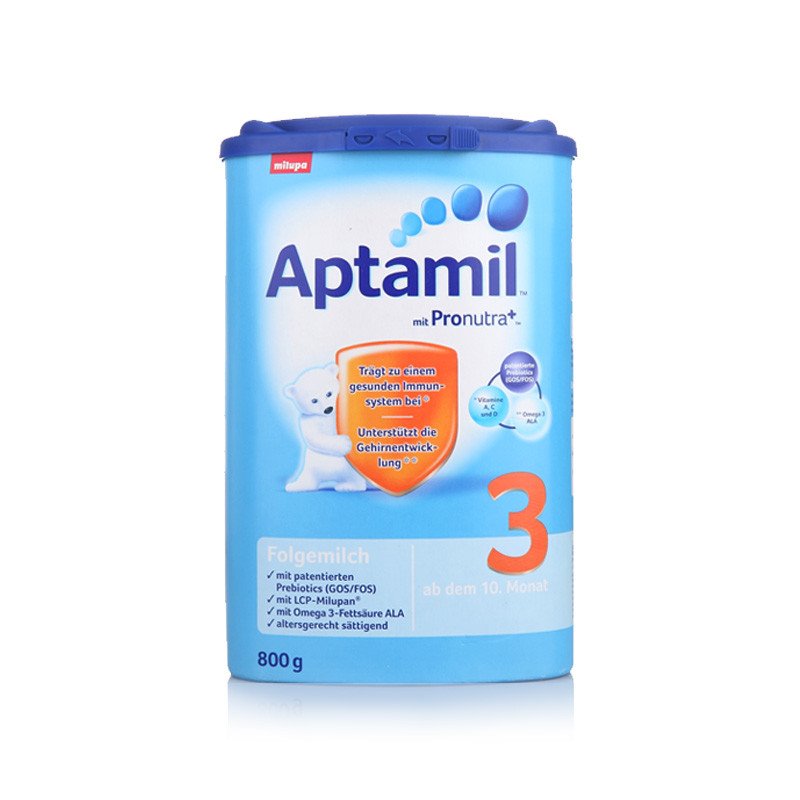 milupa
Aptamil™
mit Pronutra+™
Trägt zu einem
gesunden Immun-
system bei*
Unterstützt die
Gehirnentwick-
lung**
patentierte
Prebiotics
(GOS/FOS)
*Vitamine
A, C
und D
**Omega 3
ALA
3
ab dem 10. Monat
Folgemilch
✓ mit patentierten
Prebiotics (GOS/FOS)
✓ mit LCP-Milupan®
✓ mit Omega 3-Fettsäure ALA
✓ altersgerecht sättigend
800 g